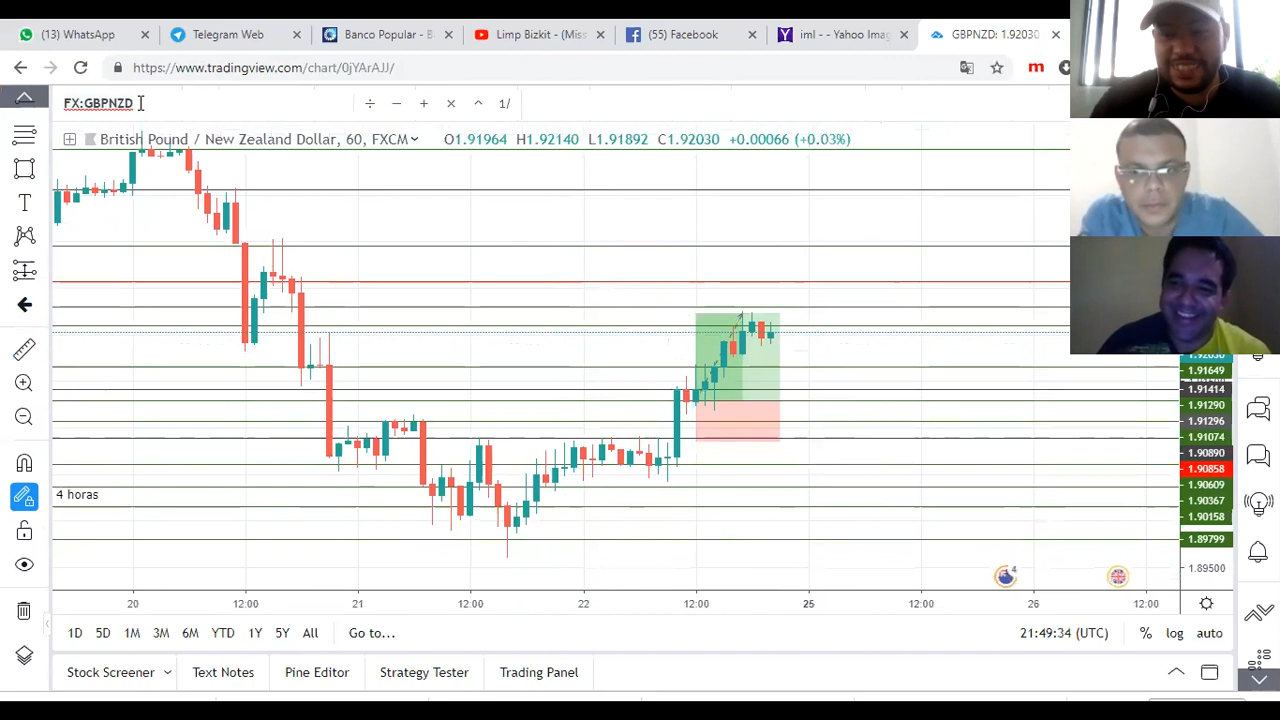 (13) WhatsApp
Telegram Web
Banco Popular - B
Limp Bizkit - (Miss
(55) Facebook
iml - - Yahoo Imag
GBPNZD: 1.92030
https://www.tradingview.com/chart/0jYArAJJ/
FX:GBPNZD ÷ − + × ^ 1/
British Pound / New Zealand Dollar, 60, FXCM O1.91964 H1.92140 L1.91892 C1.92030 +0.00066 (+0.03%)
1.92030
1.91649
1.91414
1.91290
1.91296
1.91074
1.90890
1.90858
1.90609
4 horas
1.90367
1.90158
1.89799
1.89500
4
20 12:00 21 12:00 22 12:00 25 12:00 26 12:00
1D 5D 1M 3M 6M YTD 1Y 5Y All Go to... 21:49:34 (UTC) % log auto
Stock Screener Text Notes Pine Editor Strategy Tester Trading Panel